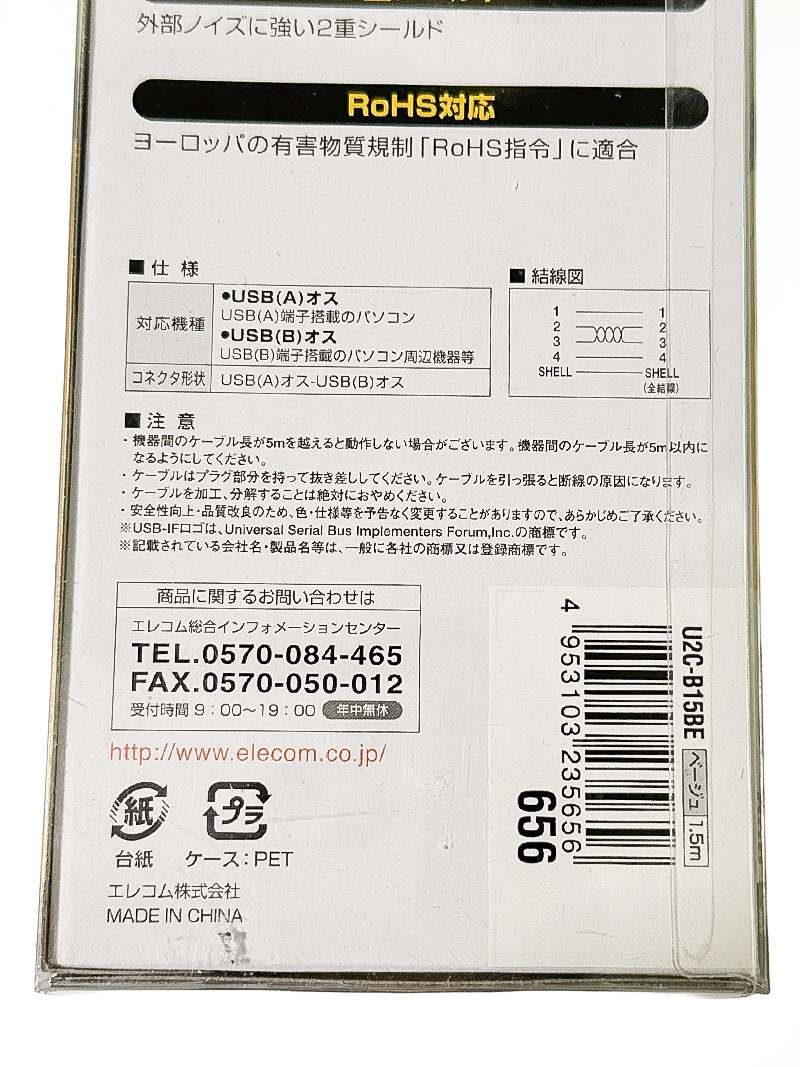 外部ノイズに強い2重シールド
RoHS対応
ヨーロッパの有害物質規制「RoHS指令」に適合
■仕 様
対応機種
●USB(A)オス
USB(A)端子搭載のパソコン
●USB(B)オス
USB(B)端子搭載のパソコン周辺機器等
コネクタ形状 USB(A)オス-USB(B)オス
■結線図
1 1
2 2
3 3
4 4
SHELL SHELL
(全結線)
■注 意
・機器間のケーブル長が5mを越えると動作しない場合がございます。機器間のケーブル長が5m以内に
なるようにしてください。
・ケーブルはプラグ部分を持って抜き差ししてください。ケーブルを引っ張ると断線の原因になります。
・ケーブルを加工、分解することは絶対におやめください。
・安全性向上・品質改良のため、色・仕様等を予告なく変更することがありますので、あらかじめご了承ください。
※USB-IFロゴは、Universal Serial Bus Implementers Forum,Inc.の商標です。
※記載されている会社名・製品名等は、一般に各社の商標又は登録商標です。
商品に関するお問い合わせは
エレコム総合インフォメーションセンター
TEL.0570-084-465
FAX.0570-050-012
受付時間 9：00〜19：00 年中無休
http://www.elecom.co.jp/
紙
プラ
台紙 ケース：PET
エレコム株式会社
MADE IN CHINA
U2C-B15BE ベージュ 1.5m
4 953103 235656
656